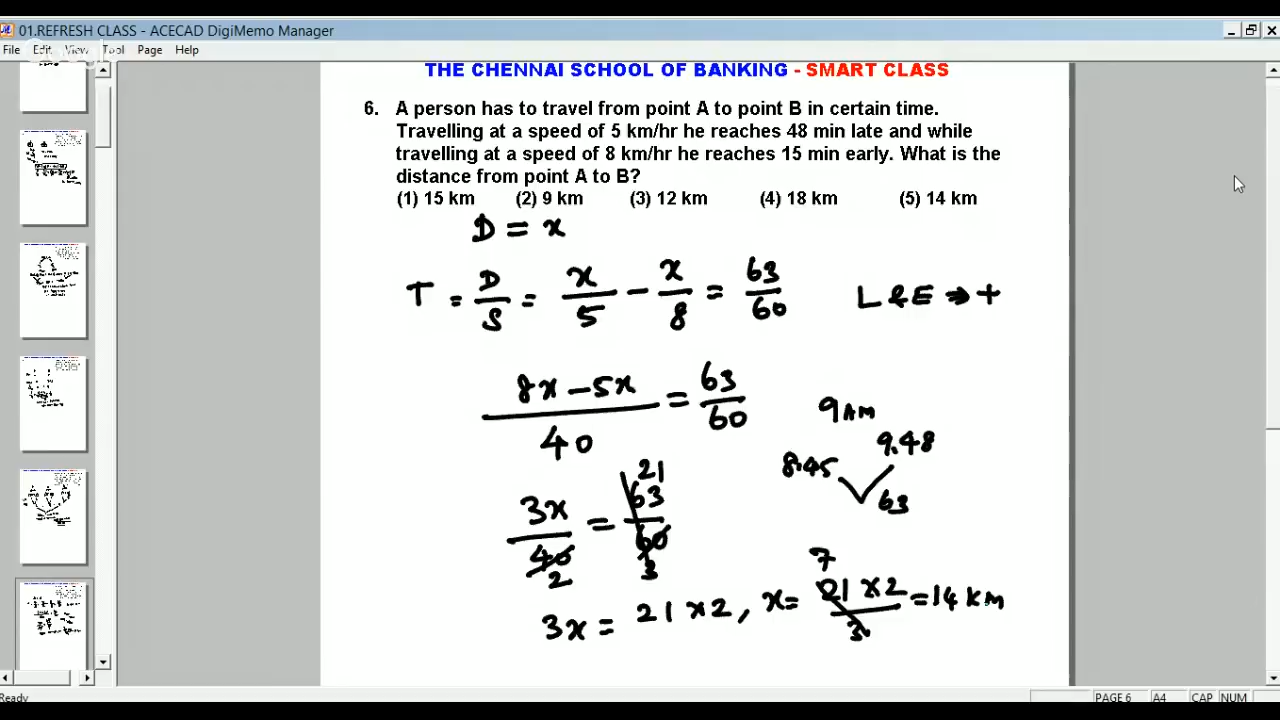 01.REFRESH CLASS - ACECAD DigiMemo Manager
File Edit View Tool Page Help
THE CHENNAI SCHOOL OF BANKING - SMART CLASS
6. A person has to travel from point A to point B in certain time.
Travelling at a speed of 5 km/hr he reaches 48 min late and while
travelling at a speed of 8 km/hr he reaches 15 min early. What is the
distance from point A to B?
(1) 15 km (2) 9 km (3) 12 km (4) 18 km (5) 14 km
D = x
T = D/S = x/5 - x/8 = 63/60 L & E → +
8x - 5x / 40 = 63/60
9 AM
8.45 9.48
63
3x/40 = 63/60
21
2 3
3x = 21 x 2, x = 21 x 2 / 3 = 14 KM
7
Ready PAGE 6 A4 CAP NUM